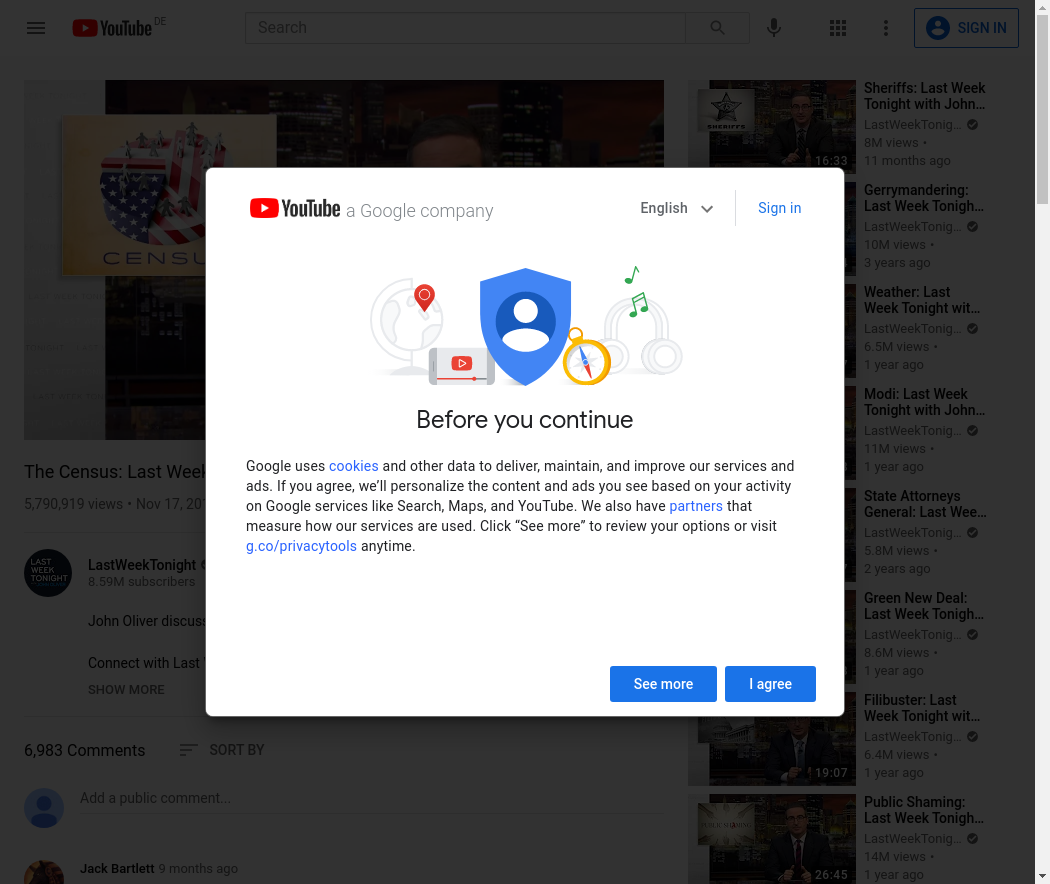 YouTube DE
Search
SIGN IN
CENSU
YouTube a Google company
English
Sign in
Before you continue
Google uses cookies and other data to deliver, maintain, and improve our services and
ads. If you agree, we’ll personalize the content and ads you see based on your activity
on Google services like Search, Maps, and YouTube. We also have partners that
measure how our services are used. Click “See more” to review your options or visit
g.co/privacytools anytime.
See more
I agree
The Census: Last Week
5,790,919 views • Nov 17, 20
LAST
WEEK
TONIGHT
LastWeekTonight
8.59M subscribers
John Oliver discuss
Connect with Last
SHOW MORE
6,983 Comments
SORT BY
Add a public comment...
Jack Bartlett 9 months ago
SHERIFFS
16:33
Sheriffs: Last Week
Tonight with John…
LastWeekTonig…
8M views •
11 months ago
Gerrymandering:
Last Week Tonigh…
LastWeekTonig…
10M views •
3 years ago
Weather: Last
Week Tonight wit…
LastWeekTonig…
6.5M views •
1 year ago
Modi: Last Week
Tonight with John…
LastWeekTonig…
11M views •
1 year ago
State Attorneys
General: Last Wee…
LastWeekTonig…
5.8M views •
2 years ago
Green New Deal:
Last Week Tonigh…
LastWeekTonig…
8.6M views •
1 year ago
19:07
Filibuster: Last
Week Tonight wit…
LastWeekTonig…
6.4M views •
1 year ago
PUBLIC SHAMING
26:45
Public Shaming:
Last Week Tonigh…
LastWeekTonig…
14M views •
1 year ago